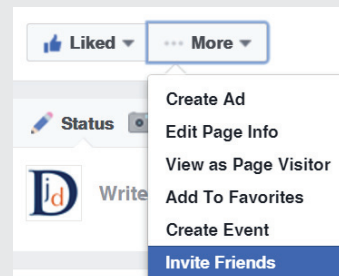 Liked
More
Create Ad
Edit Page Info
Status
View as Page Visitor
Add To Favorites
Write
Create Event
Invite Friends